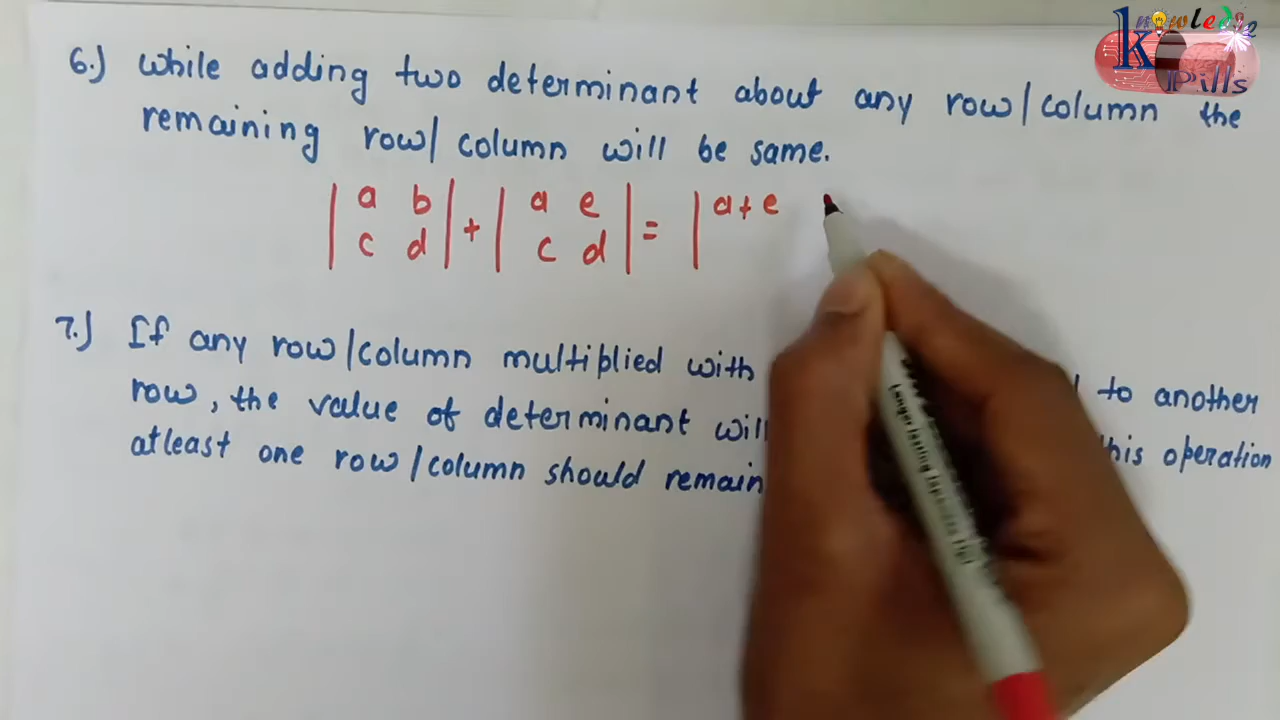 knowledge
Pills
6.) While adding two determinant about any row/column the
remaining row/column will be same.
| a b | + | a e | = | a+e
| c d | | c d | |
7.) If any row/column multiplied with to another
row, the value of determinant will this operation
atleast one row/column should remain
Longer lasting